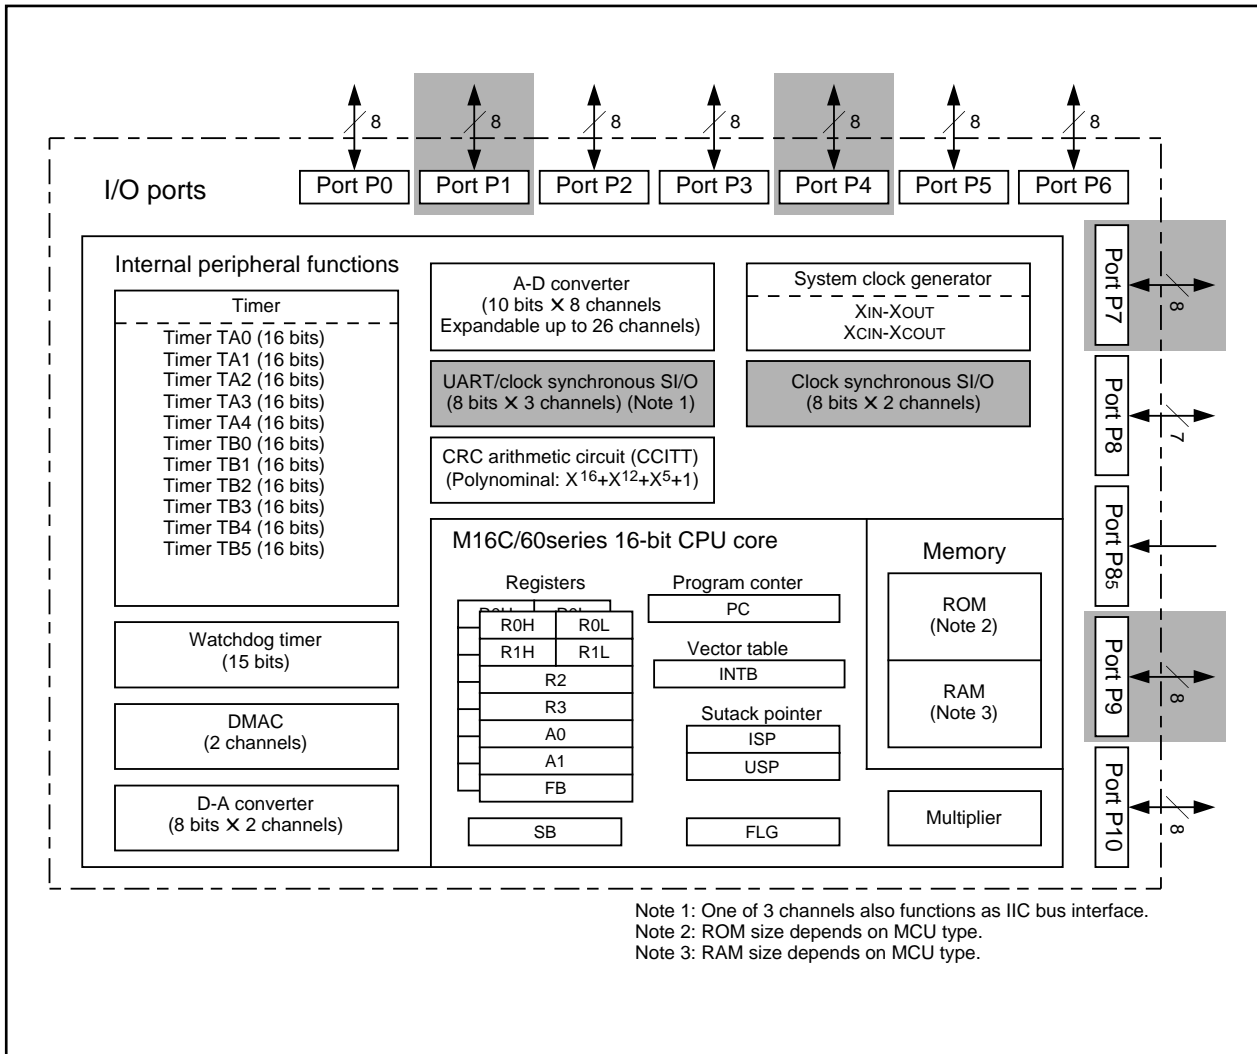 8 8 8 8 8 8 8
I/O ports
Port P0 Port P1 Port P2 Port P3 Port P4 Port P5 Port P6
Internal peripheral functions
Timer
Timer TA0 (16 bits)
Timer TA1 (16 bits)
Timer TA2 (16 bits)
Timer TA3 (16 bits)
Timer TA4 (16 bits)
Timer TB0 (16 bits)
Timer TB1 (16 bits)
Timer TB2 (16 bits)
Timer TB3 (16 bits)
Timer TB4 (16 bits)
Timer TB5 (16 bits)
Watchdog timer
(15 bits)
DMAC
(2 channels)
D-A converter
(8 bits X 2 channels)
A-D converter
(10 bits X 8 channels
Expandable up to 26 channels)
UART/clock synchronous SI/O
(8 bits X 3 channels) (Note 1)
CRC arithmetic circuit (CCITT)
(Polynominal: X16+X12+X5+1)
System clock generator
XIN-XOUT
XCIN-XCOUT
Clock synchronous SI/O
(8 bits X 2 channels)
M16C/60series 16-bit CPU core
Registers
R0H R0L
R0H R0L
R1H R1L
R2
R3
A0
A1
FB
SB
Program conter
PC
Vector table
INTB
Sutack pointer
ISP
USP
FLG
Memory
ROM
(Note 2)
RAM
(Note 3)
Multiplier
Port P7
8
Port P8
7
Port P85
Port P9
8
Port P10
8
Note 1: One of 3 channels also functions as IIC bus interface.
Note 2: ROM size depends on MCU type.
Note 3: RAM size depends on MCU type.